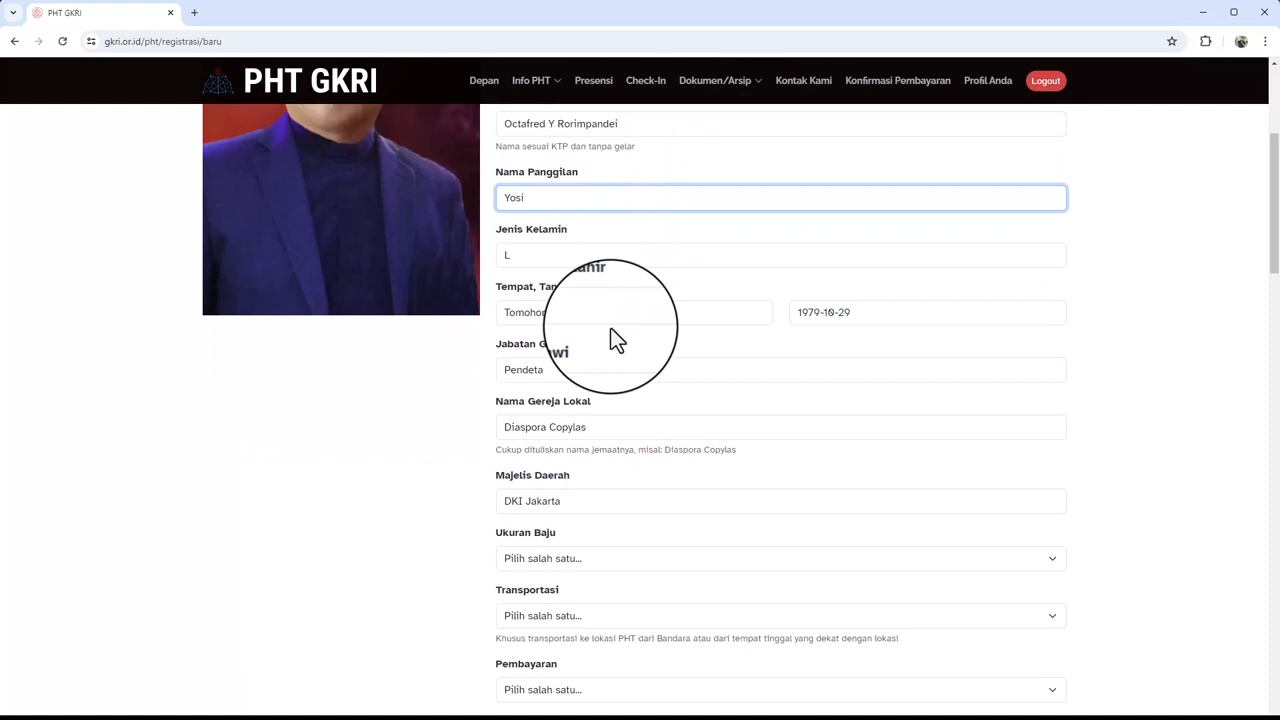 PHT GKRI
gkri.or.id/pht/registrasi/baru
PHT GKRI
Depan Info PHT Presensi Check-In Dokumen/Arsip Kontak Kami Konfirmasi Pembayaran Profil Anda Logout
Octafred Y Rorimpandei
Nama sesuai KTP dan tanpa gelar
Nama Panggilan
Yosi
Jenis Kelamin
L
Tempat,
1979-10-29
Jabatan
Pendeta
Nama Gereja Lokal
Diaspora Copylas
Cukup dituliskan nama jemaatnya, misal: Diaspora Copylas
Majelis Daerah
DKI Jakarta
Ukuran Baju
Pilih salah satu...
Transportasi
Pilih salah satu...
Khusus transportasi ke lokasi PHT dari Bandara atau dari tempat tinggal yang dekat dengan lokasi
Pembayaran
Pilih salah satu...